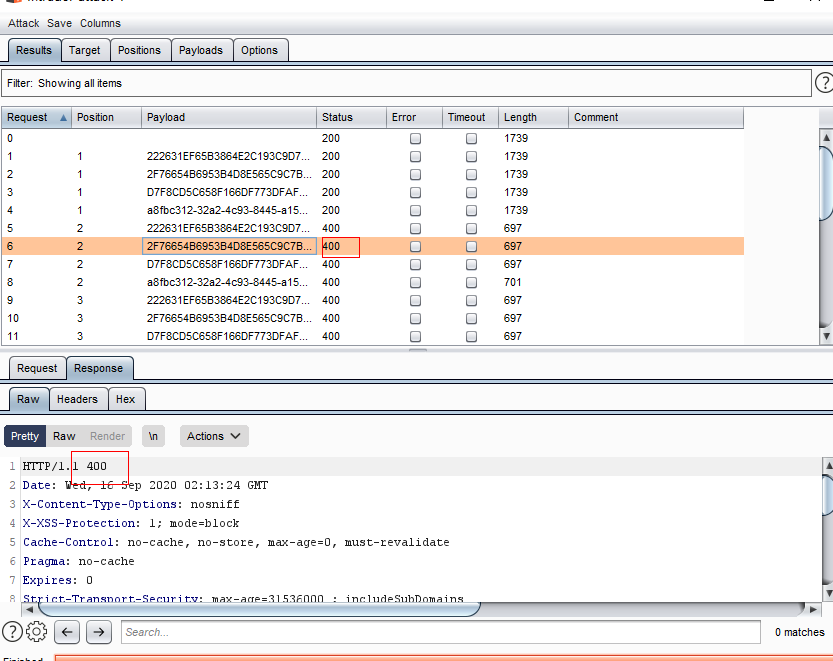 Attack Save Columns
Results Target Positions Payloads Options
Filter: Showing all items ?
Request Position Payload Status Error Timeout Length Comment
0 200 1739
1 1 222631EF65B3864E2C193C9D7... 200 1739
2 1 2F76654B6953B4D8E565C9C7B... 200 1739
3 1 D7F8CD5C658F166DF773DFAF... 200 1739
4 1 a8fbc312-32a2-4c93-8445-a15... 200 1739
5 2 222631EF65B3864E2C193C9D7... 400 697
6 2 2F76654B6953B4D8E565C9C7B... 400 697
7 2 D7F8CD5C658F166DF773DFAF... 400 697
8 2 a8fbc312-32a2-4c93-8445-a15... 400 701
9 3 222631EF65B3864E2C193C9D7... 400 697
10 3 2F76654B6953B4D8E565C9C7B... 400 697
11 3 D7F8CD5C658F166DF773DFAF... 400 697
Request Response
Raw Headers Hex
Pretty Raw Render \n Actions
1 HTTP/1.1 400
2 Date: Wed, 16 Sep 2020 02:13:24 GMT
3 X-Content-Type-Options: nosniff
4 X-XSS-Protection: 1; mode=block
5 Cache-Control: no-cache, no-store, max-age=0, must-revalidate
6 Pragma: no-cache
7 Expires: 0
8 Strict-Transport-Security: max-age=31536000 ; includeSubDomains
? Search... 0 matches
Finished